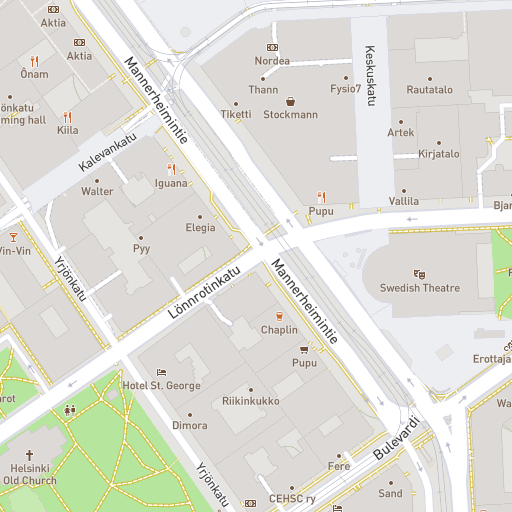 Aktia
Aktia
Nordea
Ōnam
Thann
Fysio7
Rautatalo
Keskuskatu
Mannerheimintie
Tiketti
Stockmann
Kiila
ming hall
Artek
Kirjatalo
Kalevankatu
Walter
Iguana
Vallila
Pupu
Bjar
Elegia
Vin-Vin
Pyy
Yrjönkatu
Lönnrotinkatu
Mannerheimintie
Swedish Theatre
Chaplin
Erottaja
Pupu
Hotel St. George
Riikinkukko
Dimora
Bulevardi
Helsinki
Old Church
Yrjönkatu
Fere
CEHSC ry
Sand